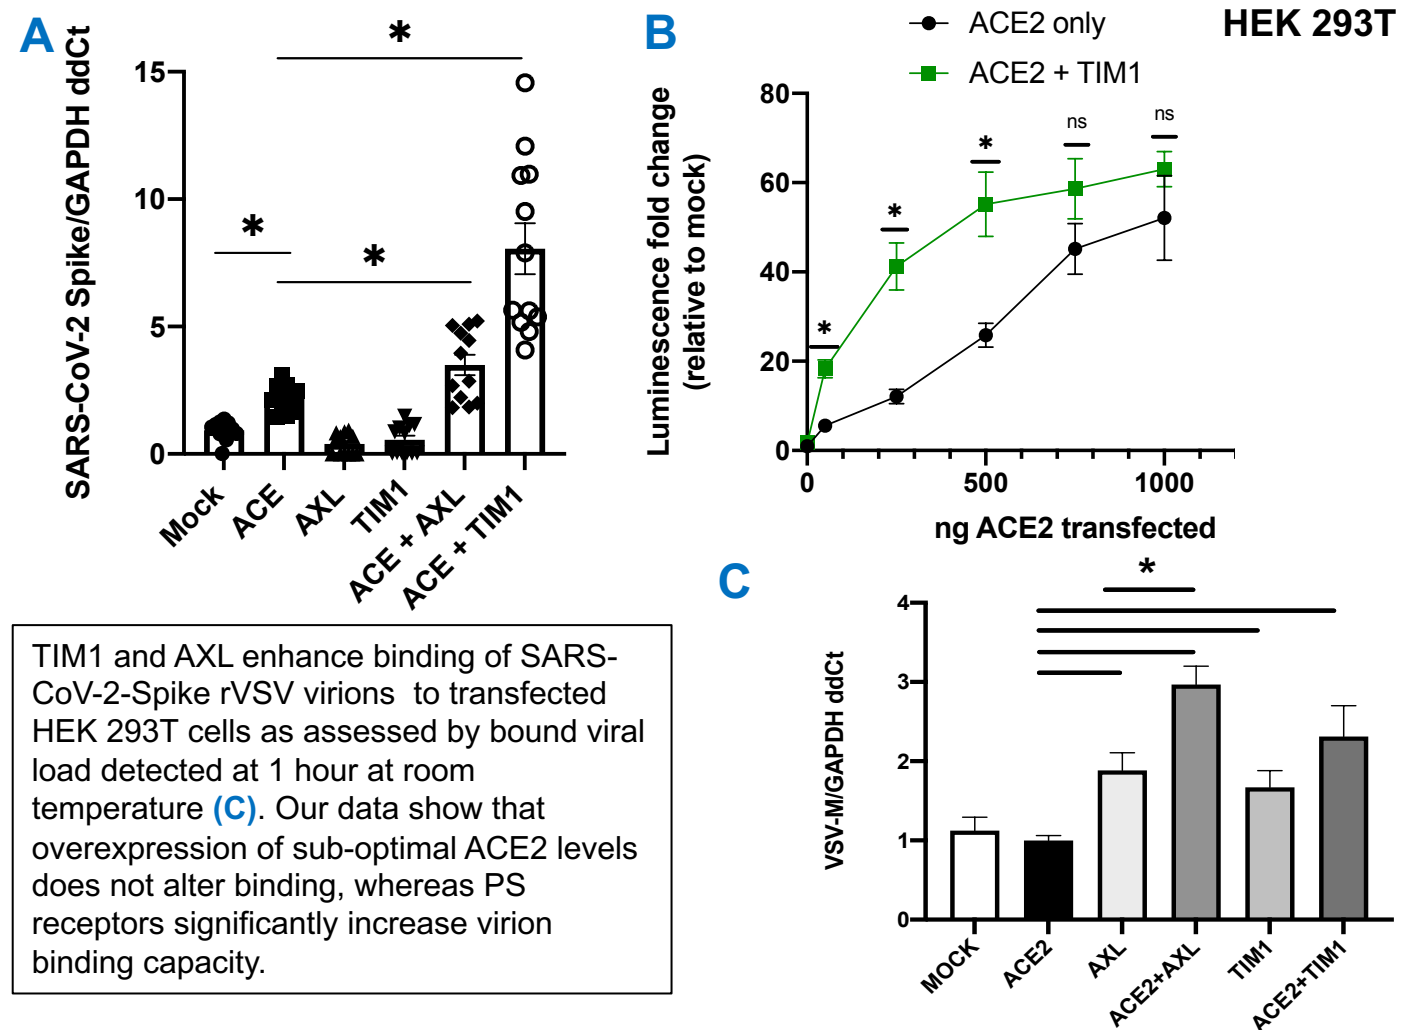 A
SARS-CoV-2 Spike/GAPDH ddCt
15
10
5
0
*
*
*
Mock
ACE
AXL
TIM1
ACE + AXL
ACE + TIM1
B
ACE2 only
ACE2 + TIM1
HEK 293T
Luminescence fold change
(relative to mock)
80
60
40
20
0
*
*
*
ns
ns
0
500
1000
ng ACE2 transfected
TIM1 and AXL enhance binding of SARS-
CoV-2-Spike rVSV virions to transfected
HEK 293T cells as assessed by bound viral
load detected at 1 hour at room
temperature (C). Our data show that
overexpression of sub-optimal ACE2 levels
does not alter binding, whereas PS
receptors significantly increase virion
binding capacity.
C
VSV-M/GAPDH ddCt
4
3
2
1
0
*
MOCK
ACE2
AXL
ACE2+AXL
TIM1
ACE2+TIM1